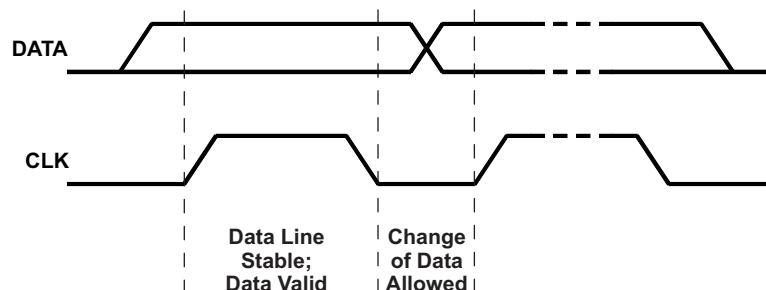 DATA
CLK
Data Line
Stable;
Data Valid
Change
of Data
Allowed